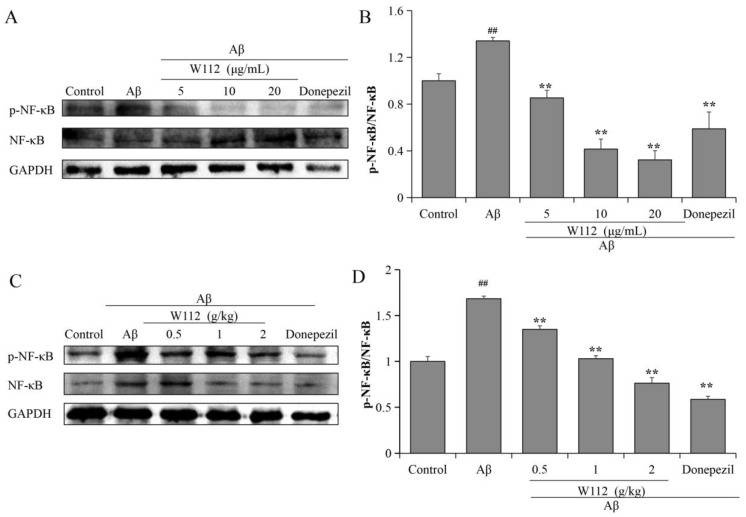 A
Aβ
W112 (μg/mL)
Control Aβ 5 10 20 Donepezil
p-NF-κB
NF-κB
GAPDH
B
p-NF-κB/NF-κB
1.6
1.2
0.8
0.4
0
##
**
**
**
**
Control Aβ 5 10 20 Donepezil
W112 (μg/mL)
Aβ
C
Aβ
W112 (g/kg)
Control Aβ 0.5 1 2 Donepezil
p-NF-κB
NF-κB
GAPDH
D
p-NF-κB/NF-κB
2
1.5
1
0.5
0
##
**
**
**
**
Control Aβ 0.5 1 2 Donepezil
W112 (g/kg)
Aβ